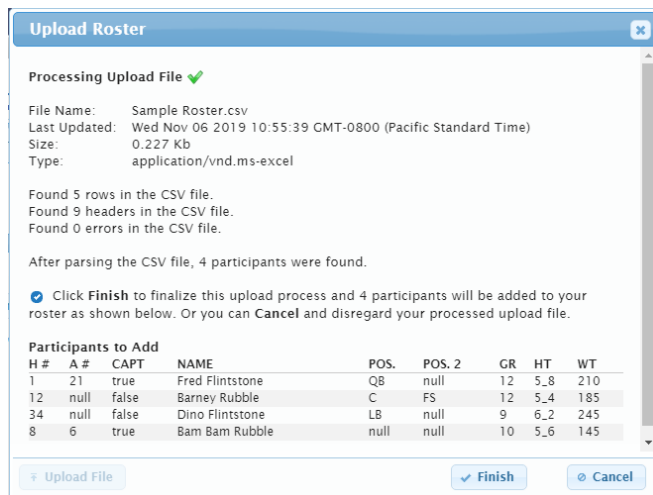 Upload Roster
Processing Upload File
File Name: Sample Roster.csv
Last Updated: Wed Nov 06 2019 10:55:39 GMT-0800 (Pacific Standard Time)
Size: 0.227 Kb
Type: application/vnd.ms-excel
Found 5 rows in the CSV file.
Found 9 headers in the CSV file.
Found 0 errors in the CSV file.
After parsing the CSV file, 4 participants were found.
Click Finish to finalize this upload process and 4 participants will be added to your
roster as shown below. Or you can Cancel and disregard your processed upload file.
Participants to Add
H # A # CAPT NAME POS. POS. 2 GR HT WT
1 21 true Fred Flintstone QB null 12 5_8 210
12 null false Barney Rubble C FS 12 5_4 185
34 null false Dino Flintstone LB null 9 6_2 245
8 6 true Bam Bam Rubble null null 10 5_6 145
Upload File Finish Cancel